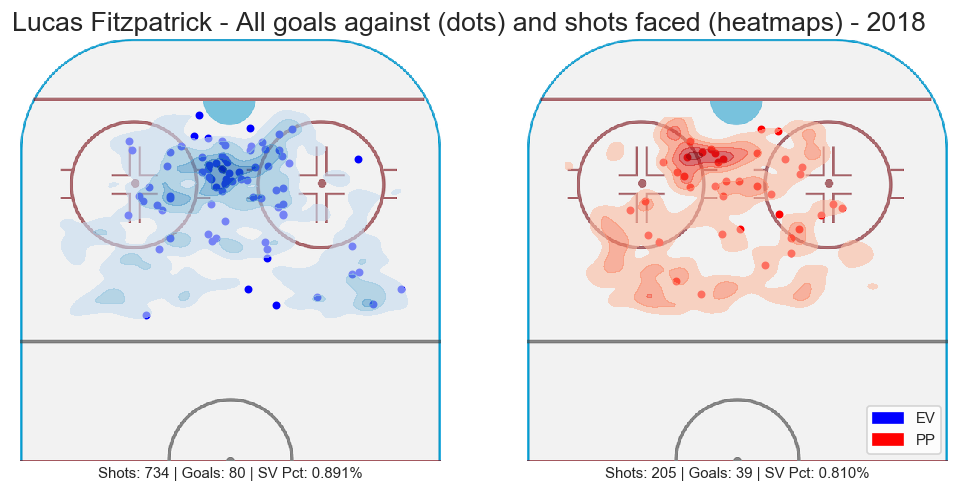 Lucas Fitzpatrick - All goals against (dots) and shots faced (heatmaps) - 2018
EV
PP
Shots: 734 | Goals: 80 | SV Pct: 0.891%
Shots: 205 | Goals: 39 | SV Pct: 0.810%